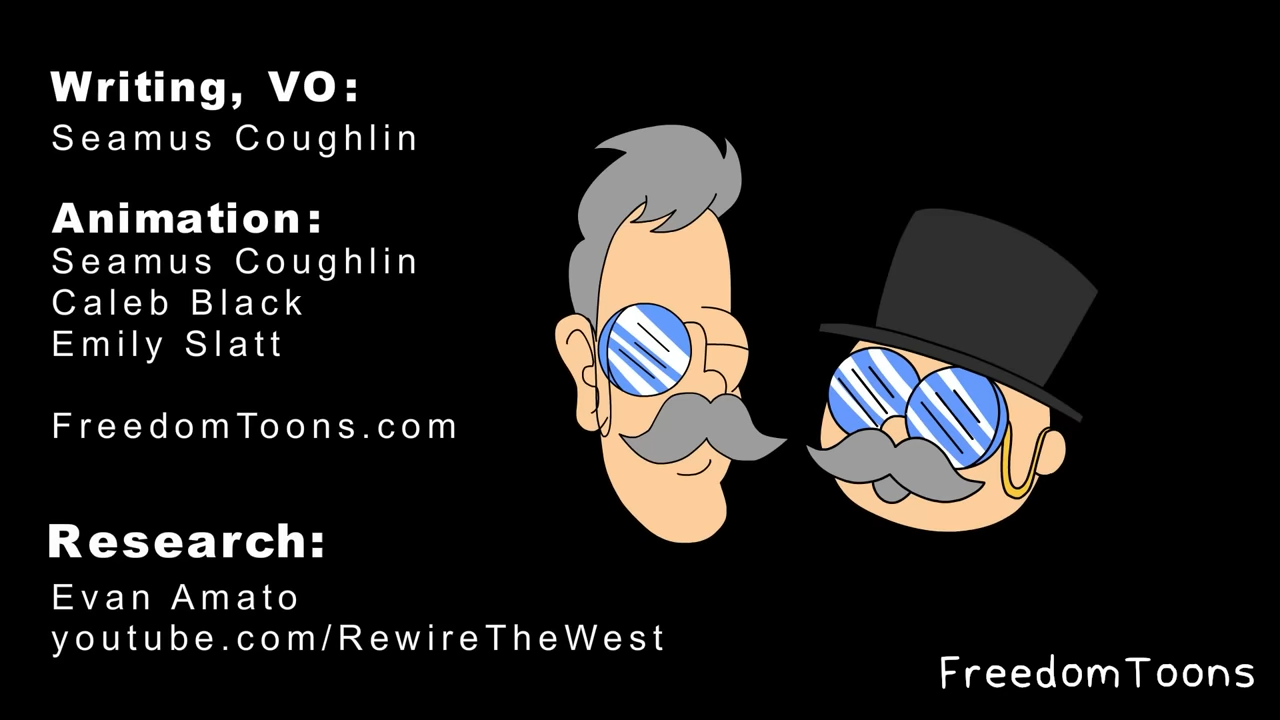 Writing, VO:
Seamus Coughlin
Animation:
Seamus Coughlin
Caleb Black
Emily Slatt
FreedomToons.com
Research:
Evan Amato
youtube.com/RewireTheWest
FreedomToons